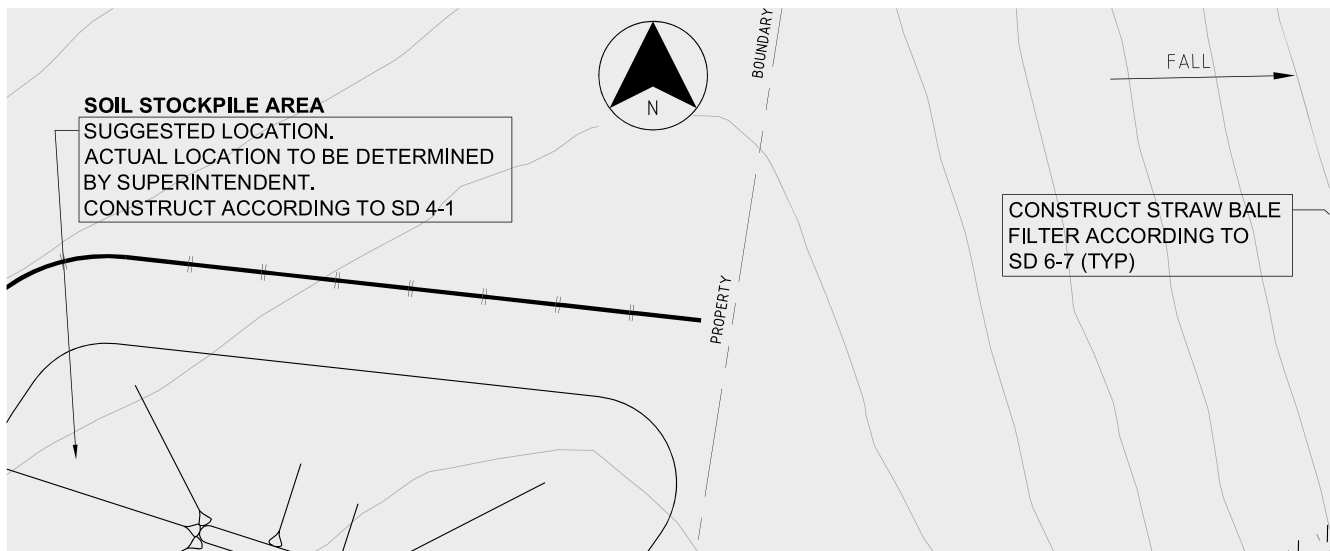 SOIL STOCKPILE AREA
SUGGESTED LOCATION.
ACTUAL LOCATION TO BE DETERMINED
BY SUPERINTENDENT.
CONSTRUCT ACCORDING TO SD 4-1
N
PROPERTY
BOUNDARY
FALL
CONSTRUCT STRAW BALE
FILTER ACCORDING TO
SD 6-7 (TYP)